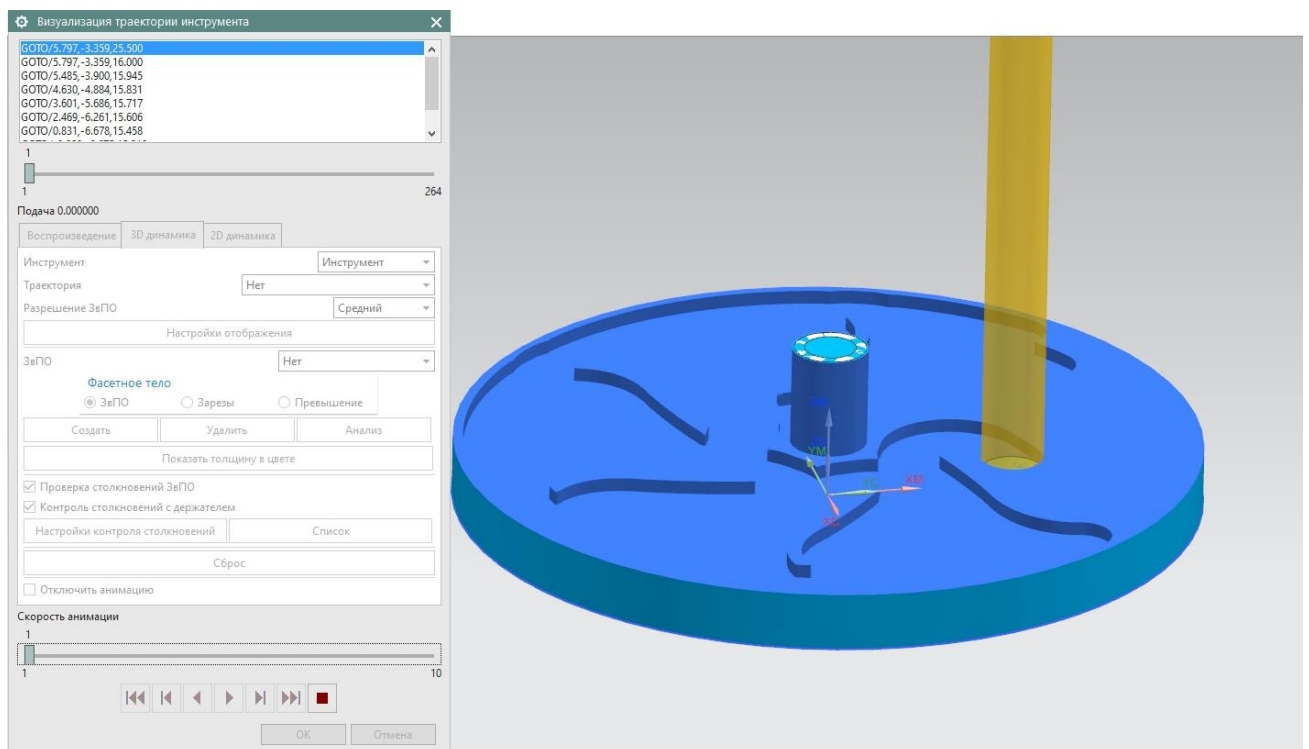 Визуализация траектории инструмента
GOTO/5.797,-3.359,25.500
GOTO/5.797,-3.359,16.000
GOTO/5.485,-3.900,15.945
GOTO/4.630,-4.884,15.831
GOTO/3.601,-5.686,15.717
GOTO/2.469,-6.261,15.606
GOTO/0.831,-6.678,15.458
1
1 264
Подача 0.000000
Воспроизведение 3D динамика 2D динамика
Инструмент Инструмент
Траектория Нет
Разрешение ЗвПО Средний
Настройки отображения
ЗвПО Нет
Фасетное тело
ЗвПО Зарезы Превышение
Создать Удалить Анализ
Показать толщину в цвете
Проверка столкновений ЗвПО
Контроль столкновений с держателем
Настройки контроля столкновений Список
Сброс
Отключить анимацию
Скорость анимации
1
1 10
OK Отмена
YM
YC
XM
XC